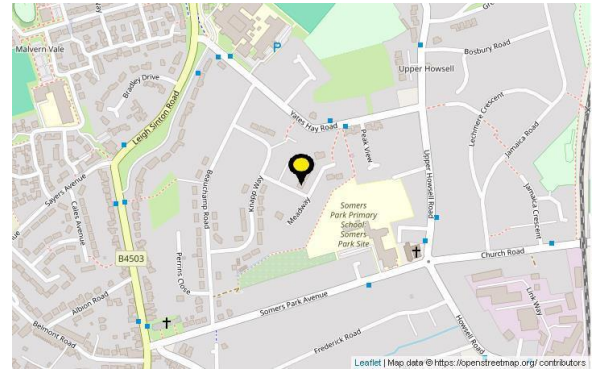 Malvern Vale
P
Bosbury Road
Upper Howsell
Bradley Drive
Leigh Sinton Road
Yates Hay Road
Peak View
Lechmere Crescent
Jamaica Road
Sayers Avenue
Cales Avenue
Beauchamp Road
Knapp Way
Meadway
Upper Howsell Road
Jamaica Crescent
Somers
Park Primary
School:
Somers
Park Site
B4503
Perrins Close
Church Road
Albion Road
Somers Park Avenue
Link Way
Belmont Road
Frederick Road
Howsell Road
Leaflet | Map data © https://openstreetmap.org/ contributors